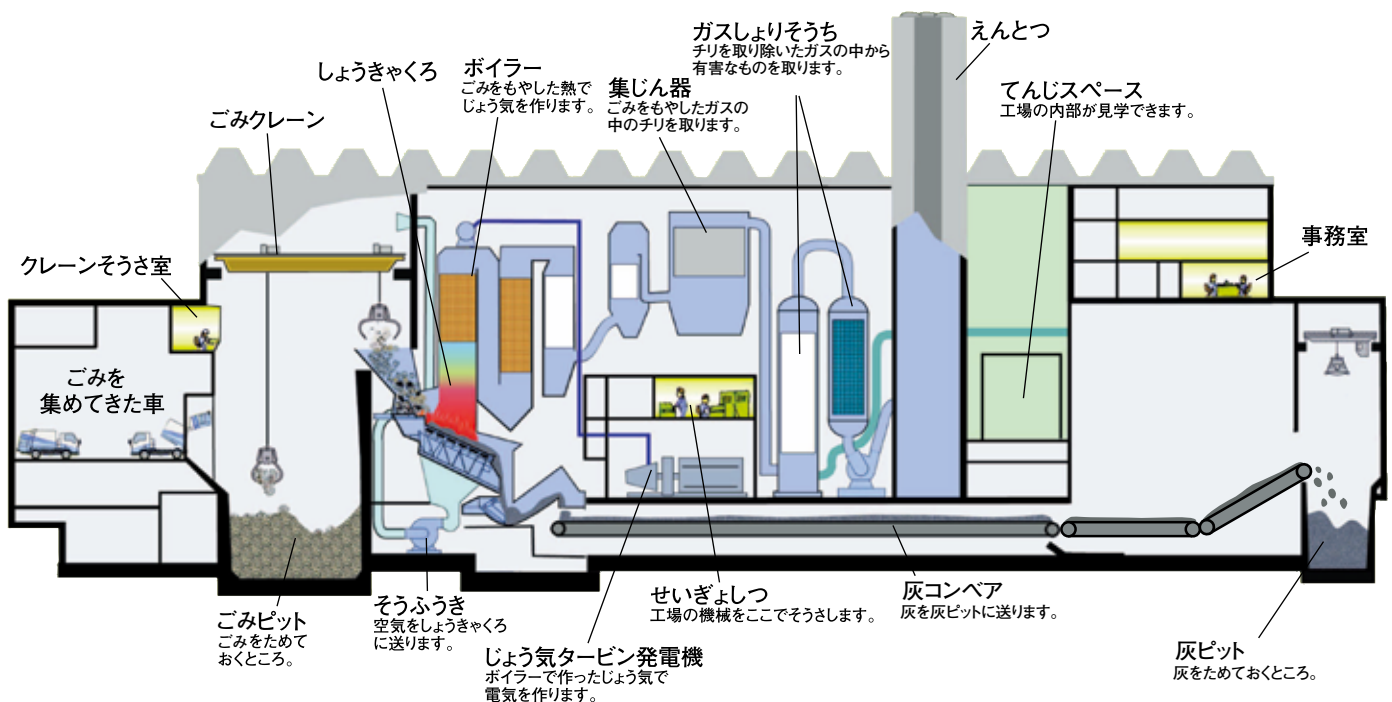 ガスしょりそうち
チリを取り除いたガスの中から
有害なものを取ります。
えんとつ
しょうきゃくろ
ボイラー
ごみをもやした熱で
じょう気を作ります。
集じん器
ごみをもやしたガスの
中のチリを取ります。
てんじスペース
工場の内部が見学できます。
ごみクレーン
クレーンそうさ室
事務室
ごみを
集めてきた車
ごみピット
ごみをためて
おくところ。
そうふうき
空気をしょうきゃくろ
に送ります。
じょう気タービン発電機
ボイラーで作ったじょう気で
電気を作ります。
せいぎょしつ
工場の機械をここでそうさします。
灰コンベア
灰を灰ピットに送ります。
灰ピット
灰をためておくところ。